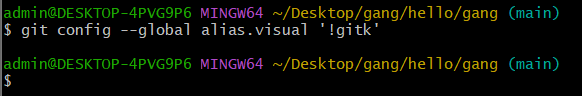 admin@DESKTOP-4PVG9P6 MINGW64 ~/Desktop/gang/hello/gang (main)
$ git config --global alias.visual '!gitk'
admin@DESKTOP-4PVG9P6 MINGW64 ~/Desktop/gang/hello/gang (main)
$